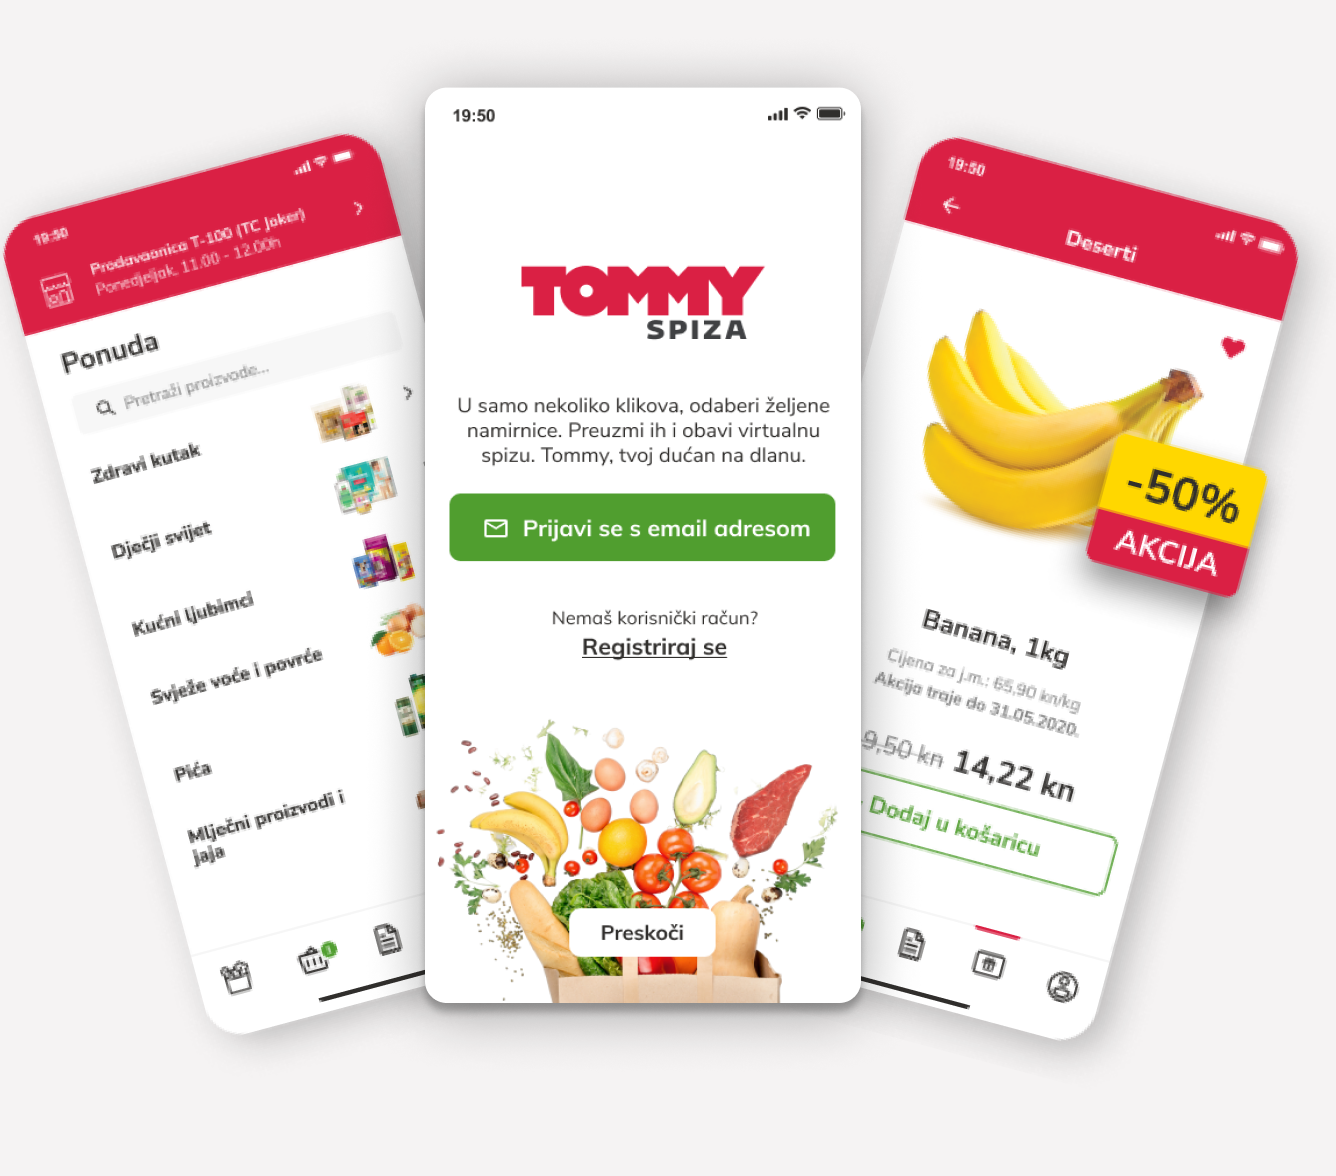 19:50
Prodavaonica T-100 (TC Joker)
Ponedjeljak, 11.00 - 12.00h
Ponuda
Pretraži proizvode...
Zdravi kutak
Dječji svijet
Kućni ljubimci
Svježe voće i povrće
Pića
Mliječni proizvodi i
jaja
1
19:50
TOMMY
SPIZA
U samo nekoliko klikova, odaberi željene
namirnice. Preuzmi ih i obavi virtualnu
spizu. Tommy, tvoj dućan na dlanu.
Prijavi se s email adresom
Nemaš korisnički račun?
Registriraj se
Preskoči
19:50
Deserti
-50%
AKCIJA
Banana, 1kg
Cijena za j.m.: 65,90 kn/kg
Akcija traje do 31.05.2020.
9,50 kn 14,22 kn
Dodaj u košaricu